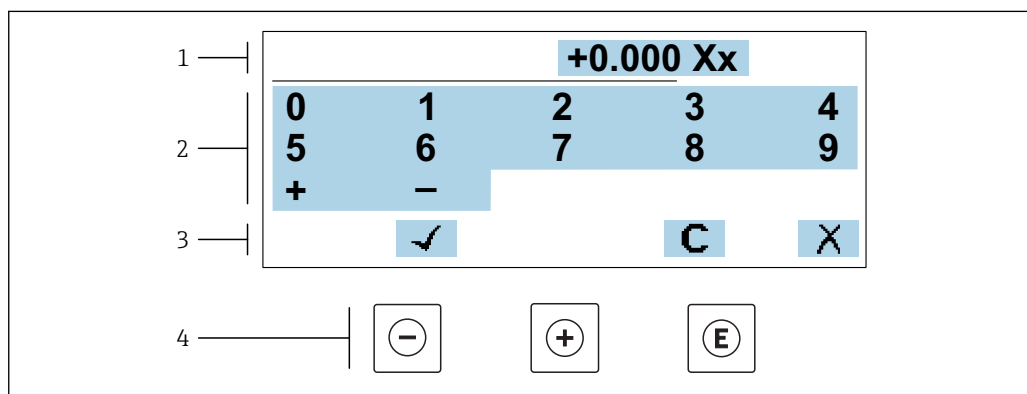 1 +0.000 Xx
0 1 2 3 4
2 5 6 7 8 9
+ −
3 ✓ C X
4 − + E